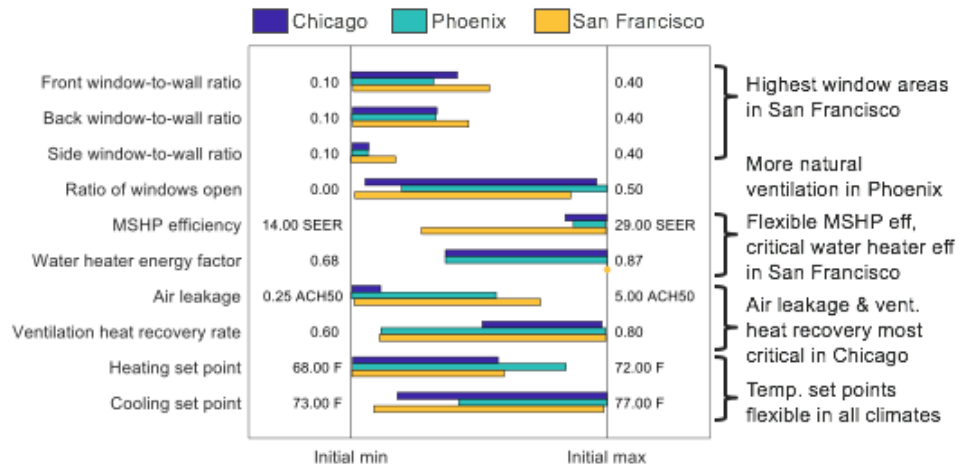 Chicago Phoenix San Francisco
Front window-to-wall ratio 0.10 0.40
Back window-to-wall ratio 0.10 0.40
Side window-to-wall ratio 0.10 0.40
Ratio of windows open 0.00 0.50
MSHP efficiency 14.00 SEER 29.00 SEER
Water heater energy factor 0.68 0.87
Air leakage 0.25 ACH50 5.00 ACH50
Ventilation heat recovery rate 0.60 0.80
Heating set point 68.00 F 72.00 F
Cooling set point 73.00 F 77.00 F
Initial min Initial max
Highest window areas
in San Francisco
More natural
ventilation in Phoenix
Flexible MSHP eff,
critical water heater eff
in San Francisco
Air leakage & vent.
heat recovery most
critical in Chicago
Temp. set points
flexible in all climates